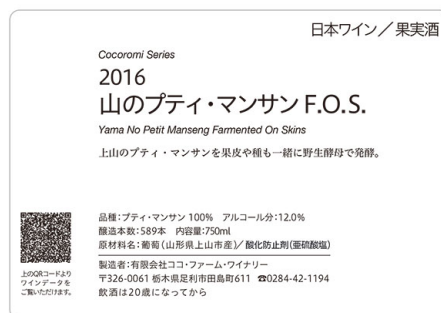 日本ワイン／果実酒
Cocoromi Series
2016
山のプティ・マンサン F.O.S.
Yama No Petit Manseng Farmented On Skins
上山のプティ・マンサンを果皮や種も一緒に野生酵母で発酵。
品種：プティ・マンサン 100%　アルコール分：12.0%
醸造本数：589本　内容量：750ml
原材料名：葡萄（山形県上山市産）／酸化防止剤（亜硫酸塩）
製造者：有限会社ココ・ファーム・ワイナリー
〒326-0061 栃木県足利市田島町611　☎0284-42-1194
飲酒は20歳になってから
上のQRコードより
ワインデータを
ご覧いただけます。